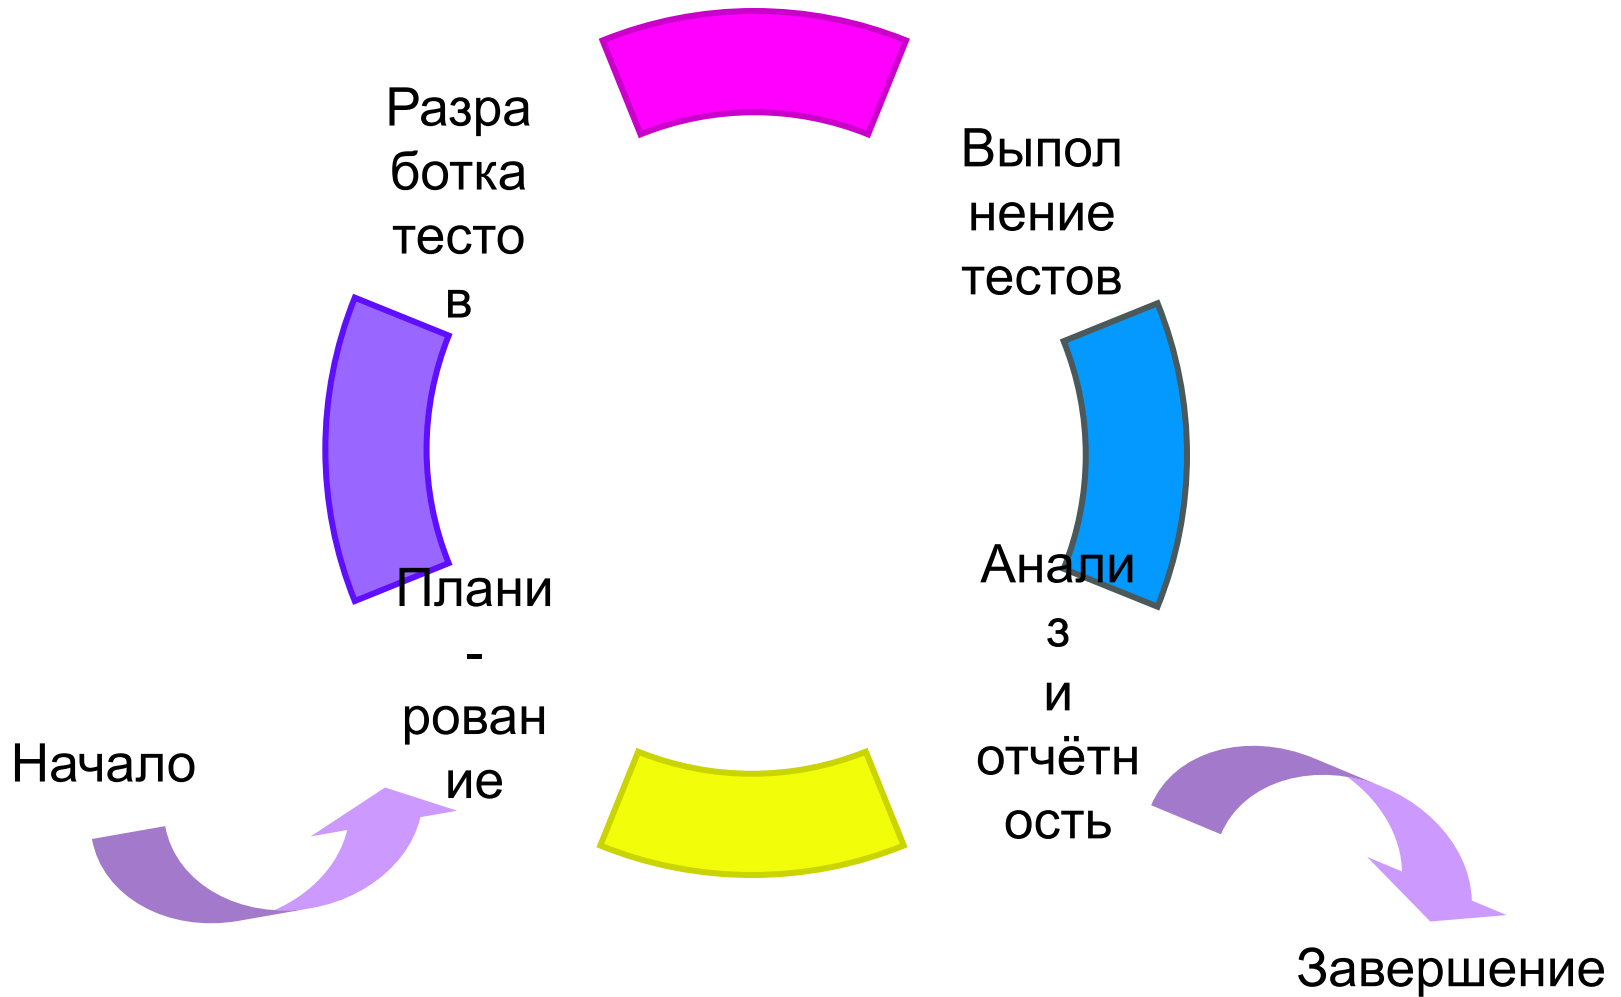 Разра
ботка
тесто
в
Выпол
нение
тестов
Плани
-
рован
ие
Анали
з
и
отчётн
ость
Начало
Завершение